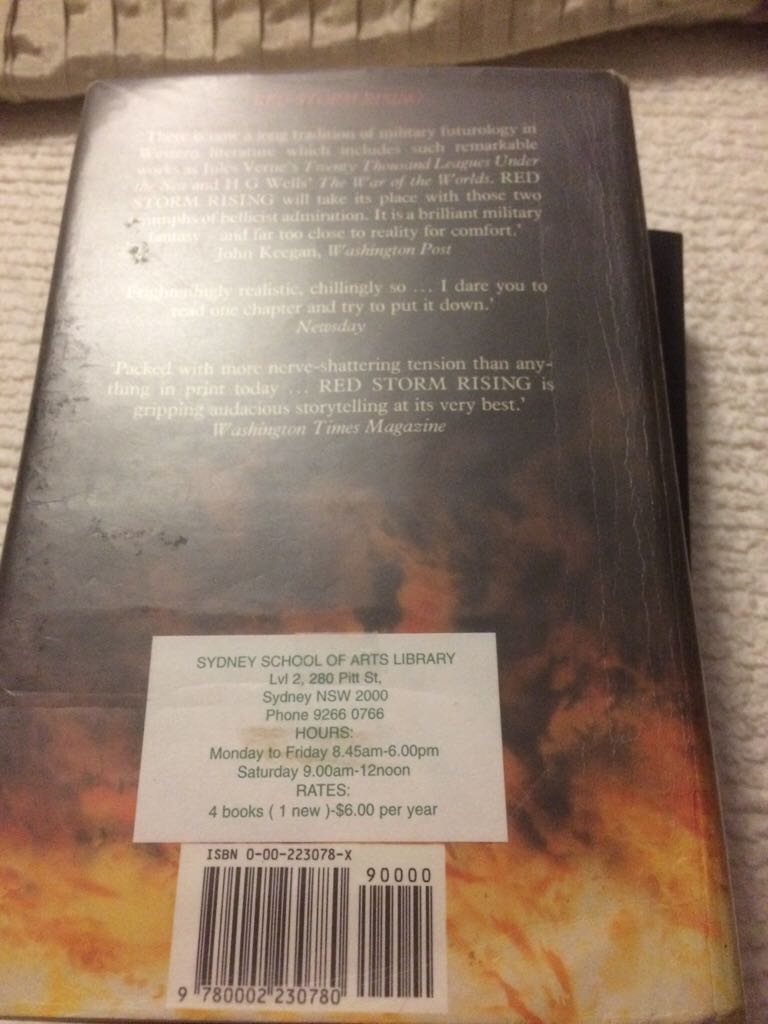 RED STORM RISING
'There is now a long tradition of military futurology in
Western literature which includes such remarkable
works as Jules Verne's Twenty Thousand Leagues Under
the Sea and H G Wells' The War of the Worlds. RED
STORM RISING will take its place with those two
triumphs of bellicist admiration. It is a brilliant military
fantasy – and far too close to reality for comfort.'
John Keegan, Washington Post
'Frighteningly realistic, chillingly so ... I dare you to
read one chapter and try to put it down.'
Newsday
'Packed with more nerve-shattering tension than any-
thing in print today ... RED STORM RISING is
gripping audacious storytelling at its very best.'
Washington Times Magazine
SYDNEY SCHOOL OF ARTS LIBRARY
Lvl 2, 280 Pitt St,
Sydney NSW 2000
Phone 9266 0766
HOURS:
Monday to Friday 8.45am-6.00pm
Saturday 9.00am-12noon
RATES:
4 books ( 1 new )-$6.00 per year
ISBN 0-00-223078-X
90000
9 780002 230780